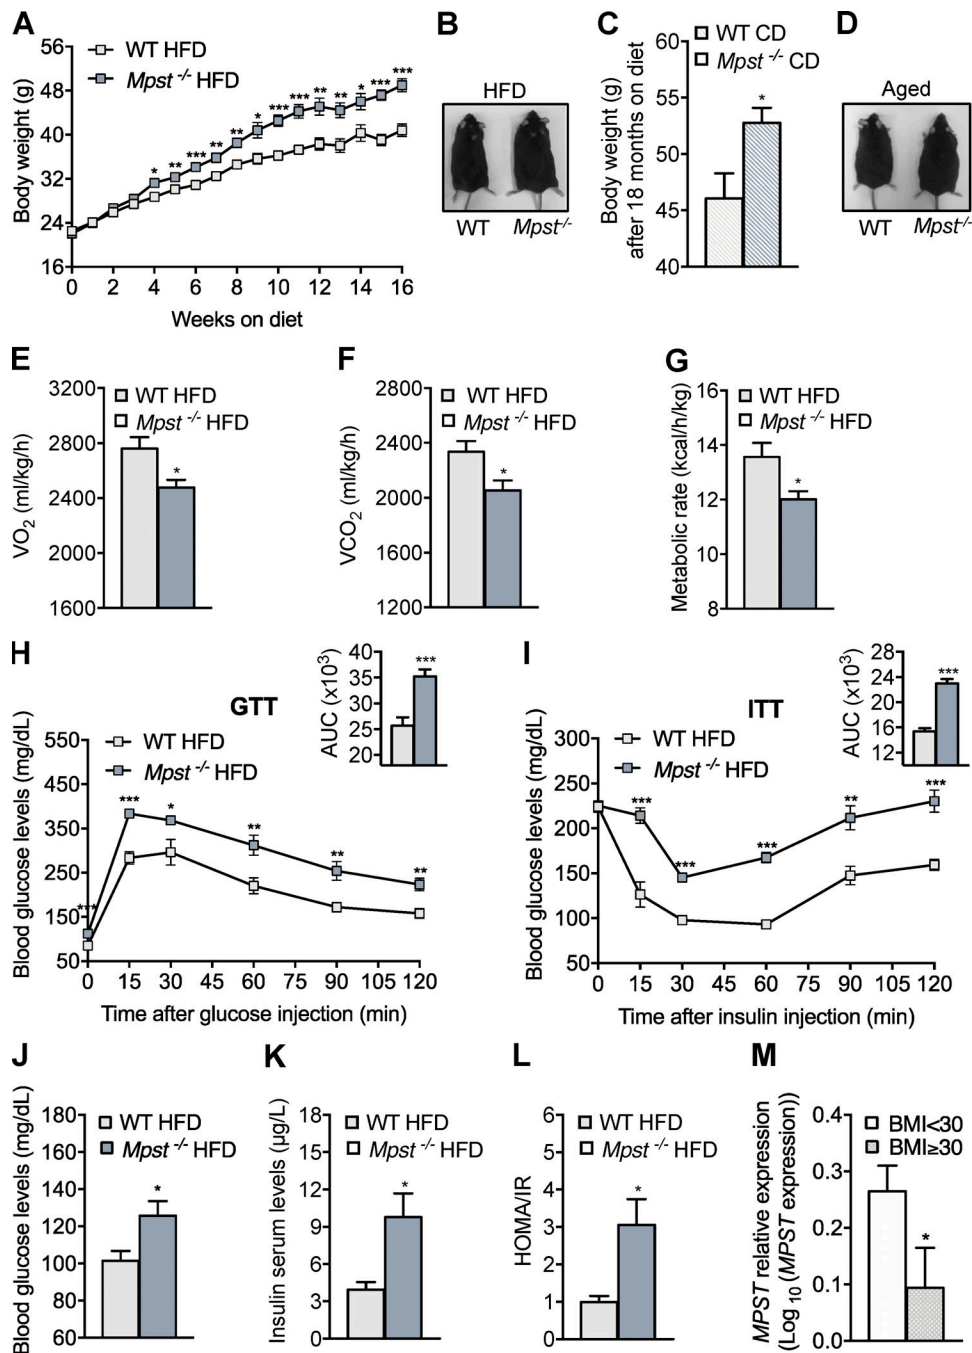 A
Body weight (g)
56
48
40
32
24
16
WT HFD
Mpst -/- HFD
* ** *** ** ** * *** *** ** ** * *** ***
0 2 4 6 8 10 12 14 16
Weeks on diet
B
HFD
WT Mpst-/-
C
Body weight (g)
after 18 months on diet
60
55
50
45
40
WT CD
Mpst -/- CD
*
D
Aged
WT Mpst-/-
E
VO2 (ml/kg/h)
3200
2800
2400
2000
1600
WT HFD
Mpst -/- HFD
*
F
VCO2 (ml/kg/h)
2800
2400
2000
1600
1200
WT HFD
Mpst -/- HFD
*
G
Metabolic rate (kcal/h/kg)
16
14
12
10
8
WT HFD
Mpst -/- HFD
*
H
GTT
Blood glucose levels (mg/dL)
550
450
350
250
150
50
WT HFD
Mpst -/- HFD
*** *** * ** ** **
0 15 30 45 60 75 90 105 120
Time after glucose injection (min)
AUC (x10³)
40
35
30
25
20
***
I
ITT
Blood glucose levels (mg/dL)
300
250
200
150
100
50
WT HFD
Mpst -/- HFD
*** *** *** ** ***
0 15 30 45 60 75 90 105 120
Time after insulin injection (min)
AUC (x10³)
28
24
20
16
12
***
J
Blood glucose levels (mg/dL)
180
160
140
120
100
80
60
WT HFD
Mpst -/- HFD
*
K
Insulin serum levels (µg/L)
18
15
12
9
6
3
0
WT HFD
Mpst -/- HFD
*
L
HOMA/IR
6
5
4
3
2
1
0
WT HFD
Mpst -/- HFD
*
M
MPST relative expression
(Log 10 (MPST expression))
0.4
0.3
0.2
0.1
0.0
BMI<30
BMI≥30
*